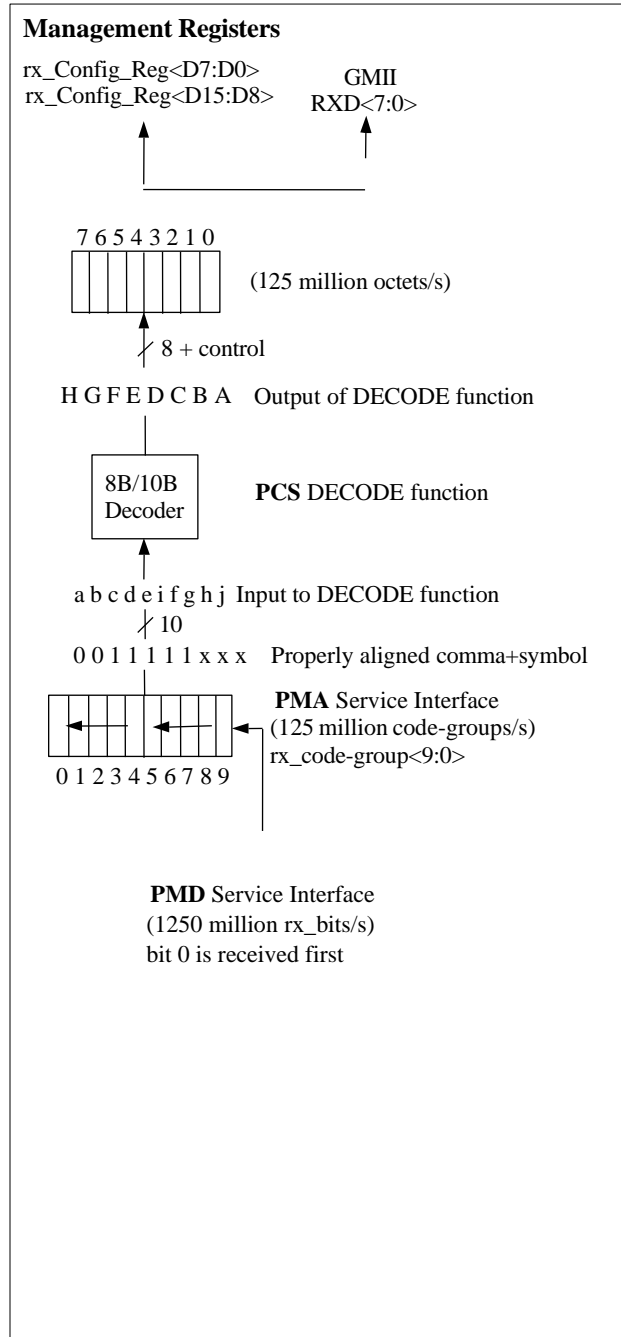 Management Registers
rx_Config_Reg<D7:D0>
rx_Config_Reg<D15:D8>
GMII
RXD<7:0>
7 6 5 4 3 2 1 0
(125 million octets/s)
8 + control
H G F E D C B A Output of DECODE function
8B/10B
Decoder
PCS DECODE function
a b c d e i f g h j Input to DECODE function
10
0 0 1 1 1 1 1 x x x Properly aligned comma+symbol
PMA Service Interface
(125 million code-groups/s)
rx_code-group<9:0>
0 1 2 3 4 5 6 7 8 9
PMD Service Interface
(1250 million rx_bits/s)
bit 0 is received first